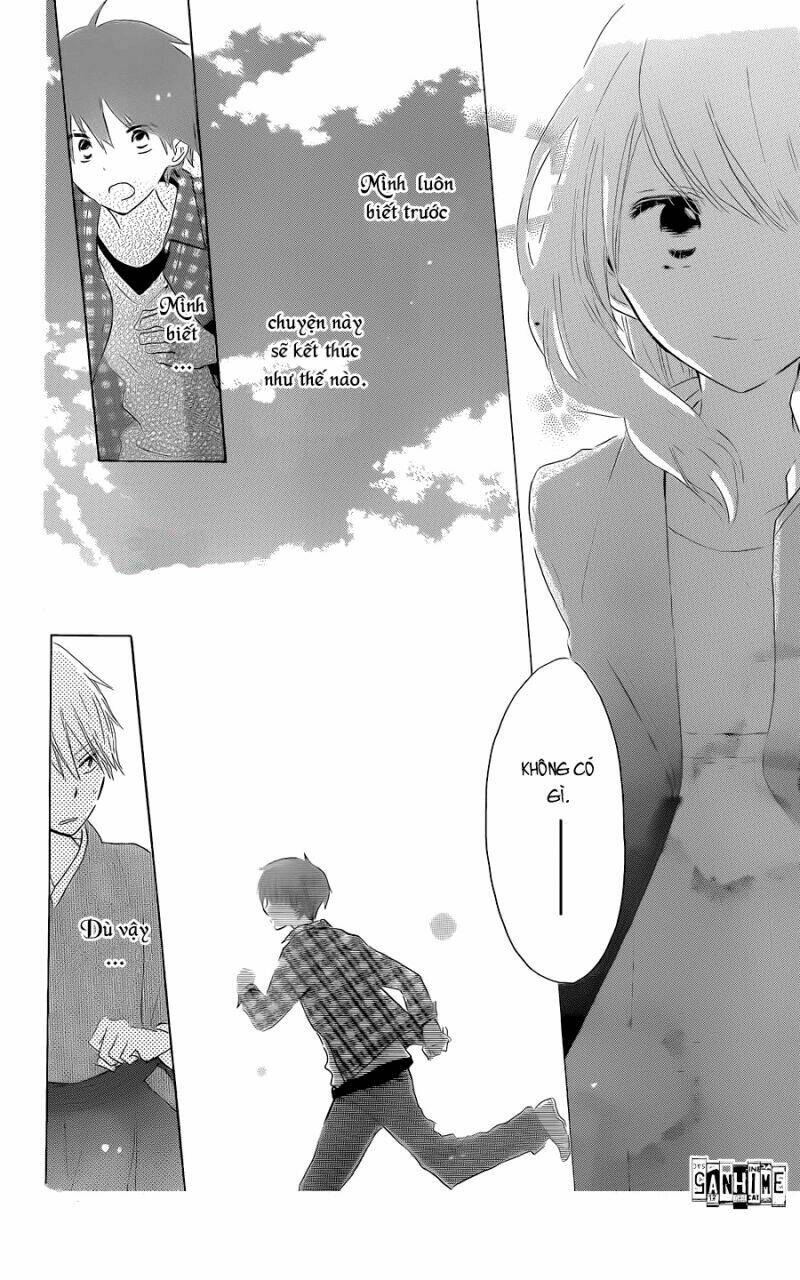 KHÔNG CÓ
GÌ.
Mình luôn
biết trước
chuyện này
sẽ kết thúc
như thế nào.
Mình
biết
...
Dù vậy
...
SANHIME